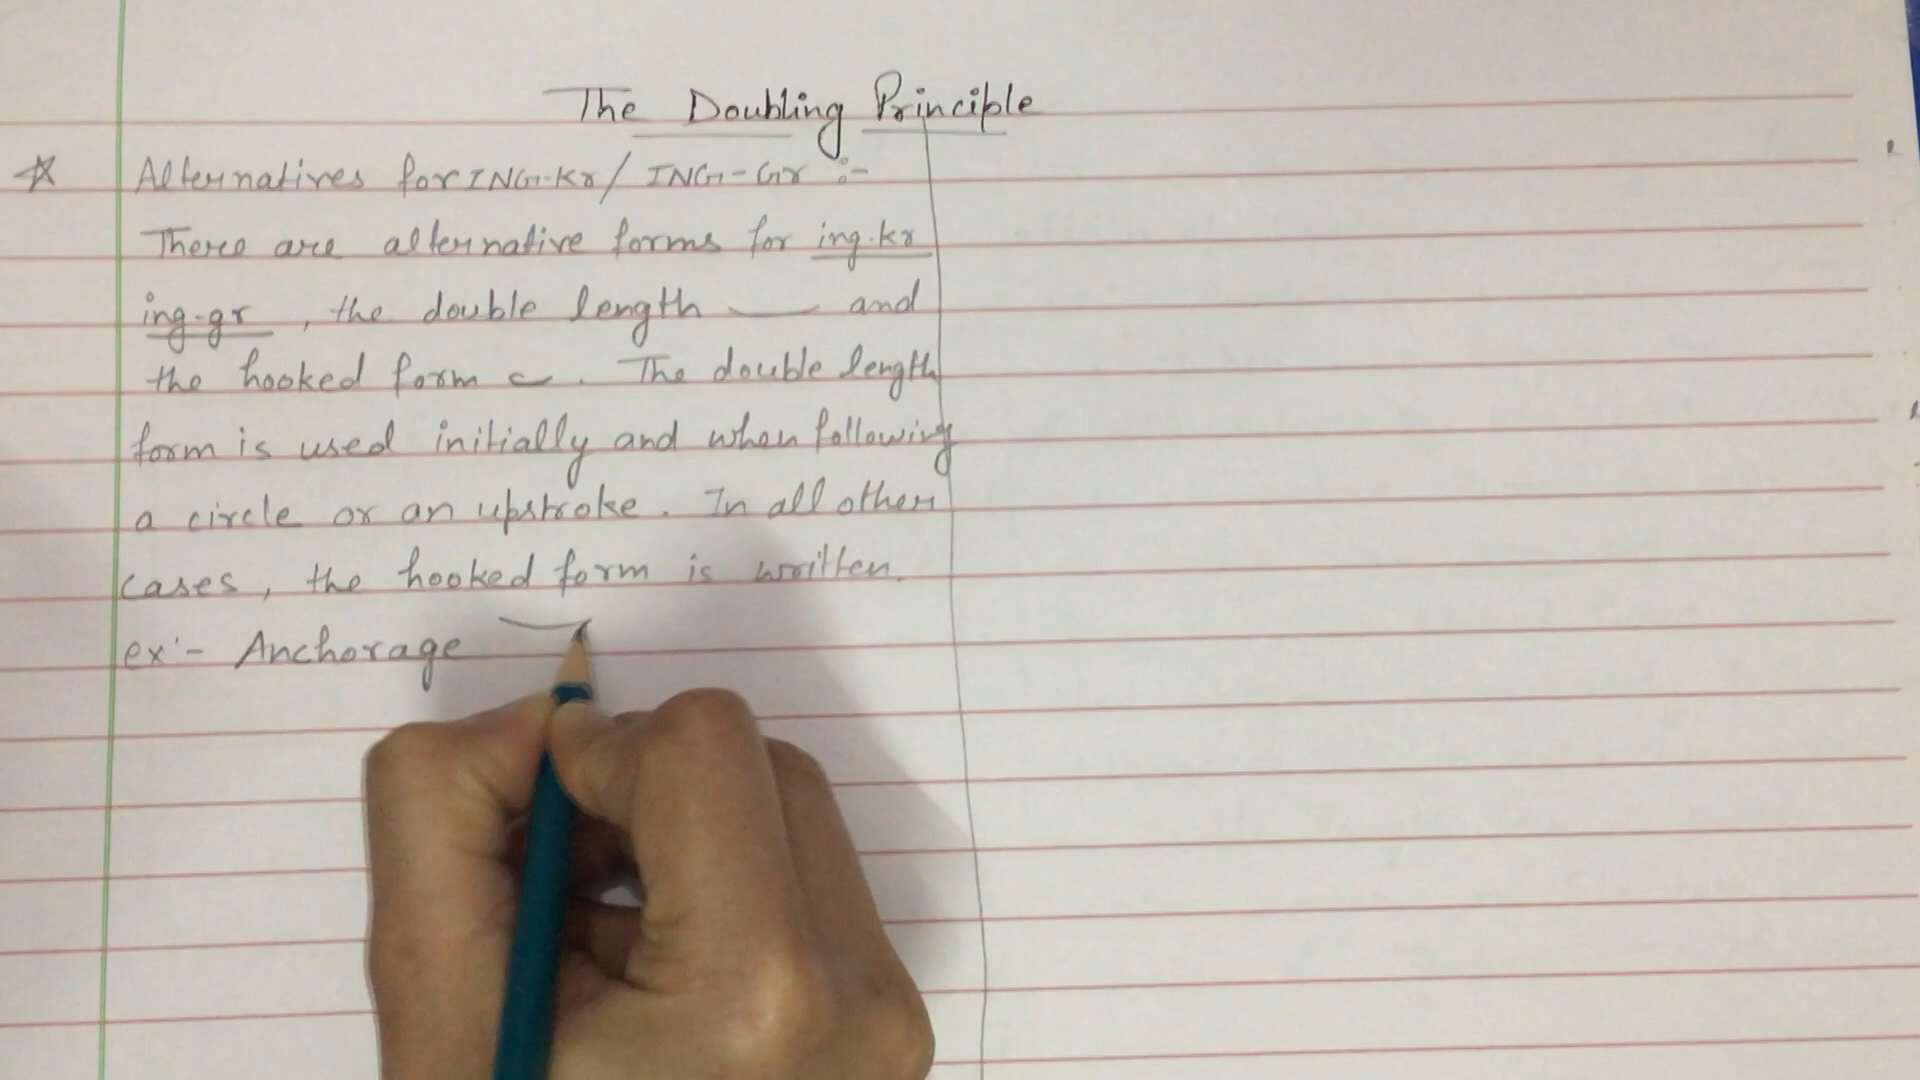 The Doubling Principle
Alternatives for ING-Kr / ING-Gr :-
There are alternative forms for ing-kr
ing-gr, the double length and
the hooked form . The double length
form is used initially and when following
a circle or an upstroke. In all other
cases, the hooked form is written.
ex:- Anchorage